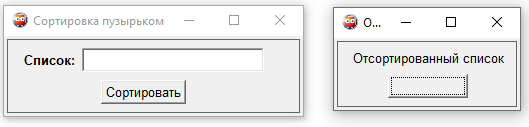 Сортировка пузырьком
Список:
Сортировать
О...
Отсортированный список